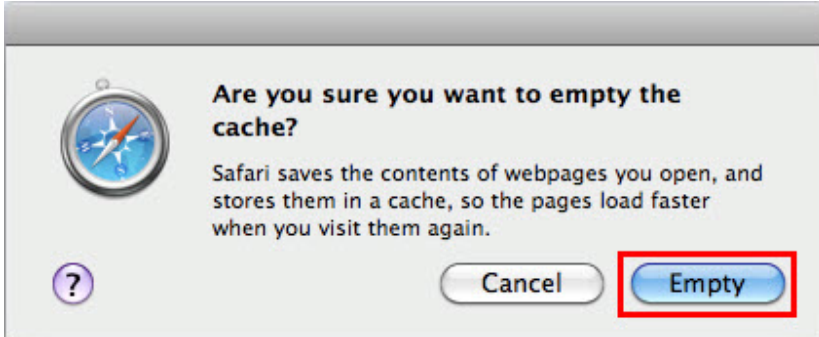 Are you sure you want to empty the
cache?
Safari saves the contents of webpages you open, and
stores them in a cache, so the pages load faster
when you visit them again.
?
Cancel
Empty